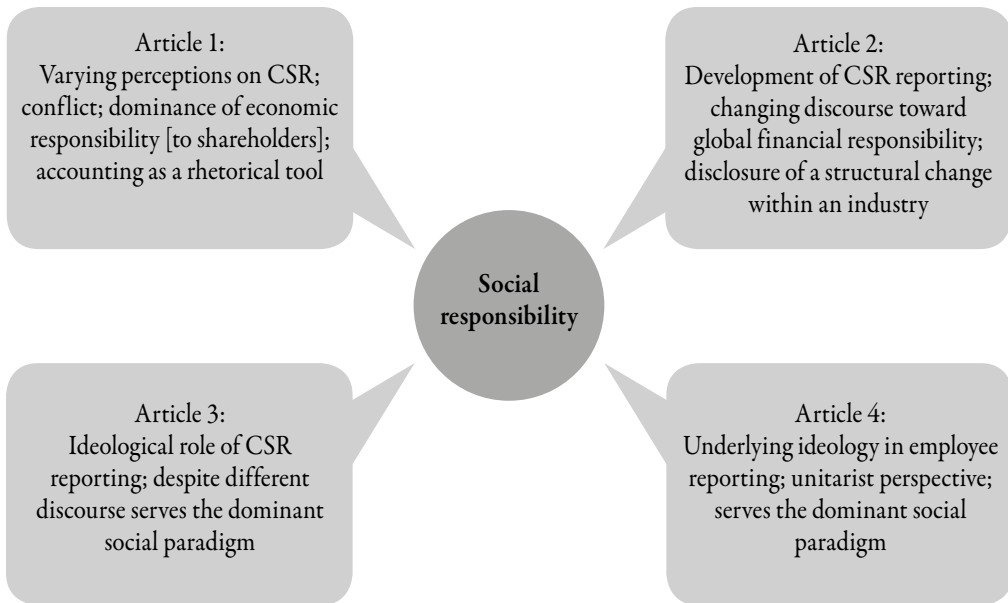 Article 1:
Varying perceptions on CSR;
conflict; dominance of economic
responsibility [to shareholders];
accounting as a rhetorical tool
Article 2:
Development of CSR reporting;
changing discourse toward
global financial responsibility;
disclosure of a structural change
within an industry
Social
responsibility
Article 3:
Ideological role of CSR
reporting; despite different
discourse serves the dominant
social paradigm
Article 4:
Underlying ideology in employee
reporting; unitarist perspective;
serves the dominant social
paradigm